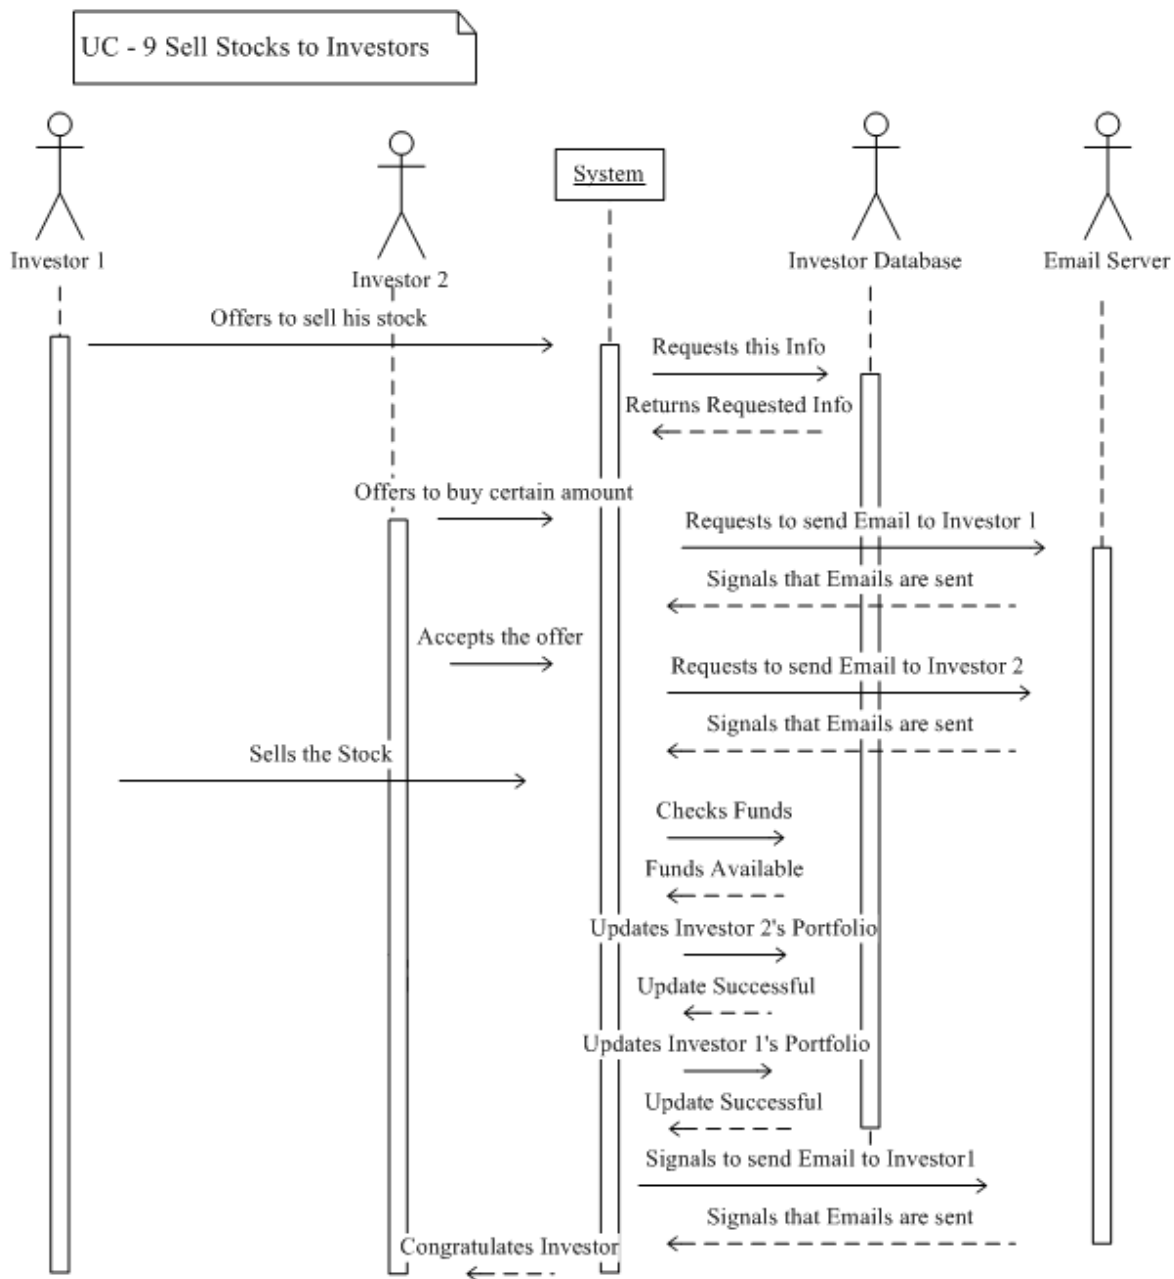 UC - 9 Sell Stocks to Investors
System
Investor 1
Investor 2
Investor Database
Email Server
Offers to sell his stock
Requests this Info
Returns Requested Info
Offers to buy certain amount
Requests to send Email to Investor 1
Signals that Emails are sent
Accepts the offer
Requests to send Email to Investor 2
Signals that Emails are sent
Sells the Stock
Checks Funds
Funds Available
Updates Investor 2's Portfolio
Update Successful
Updates Investor 1's Portfolio
Update Successful
Signals to send Email to Investor1
Signals that Emails are sent
Congratulates Investor